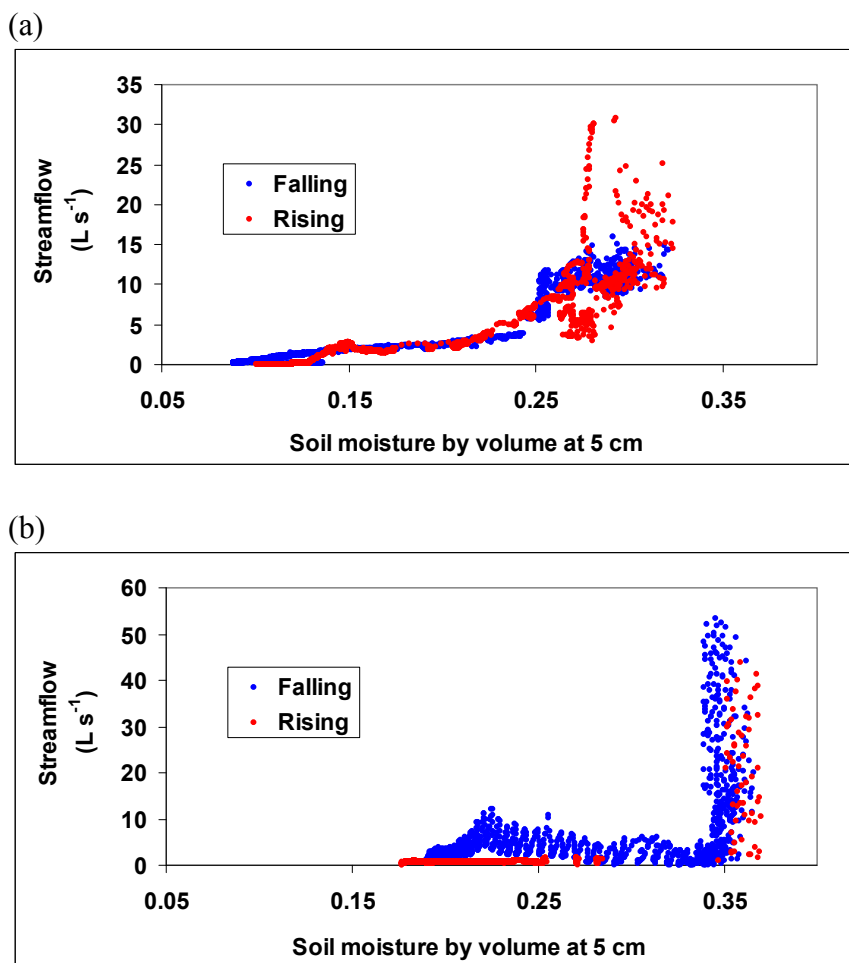 (a)
35
30
25
20
15
10
5
0
Streamflow
(L s⁻¹)
Falling
Rising
0.05 0.15 0.25 0.35
Soil moisture by volume at 5 cm
(b)
60
50
40
30
20
10
0
Streamflow
(L s⁻¹)
Falling
Rising
0.05 0.15 0.25 0.35
Soil moisture by volume at 5 cm